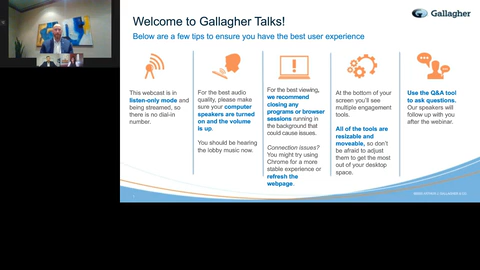 Welcome to Gallagher Talks!
Gallagher
Below are a few tips to ensure you have the best user experience
This webcast is in
listen-only mode and
being streamed, so
there is no dial-in
number.
For the best audio
quality, please make
sure your computer
speakers are turned
on and the volume
is up.
You should be hearing
the lobby music now.
For the best viewing,
we recommend
closing any
programs or browser
sessions running in
the background that
could cause issues.
Connection issues?
You might try using
Chrome for a more
stable experience or
refresh the
webpage.
At the bottom of your
screen you'll see
multiple engagement
tools.
All of the tools are
resizable and
moveable, so don't
be afraid to adjust
them to get the most
out of your desktop
space.
Use the Q&A tool
to ask questions.
Our speakers will
follow up with you
after the webinar.